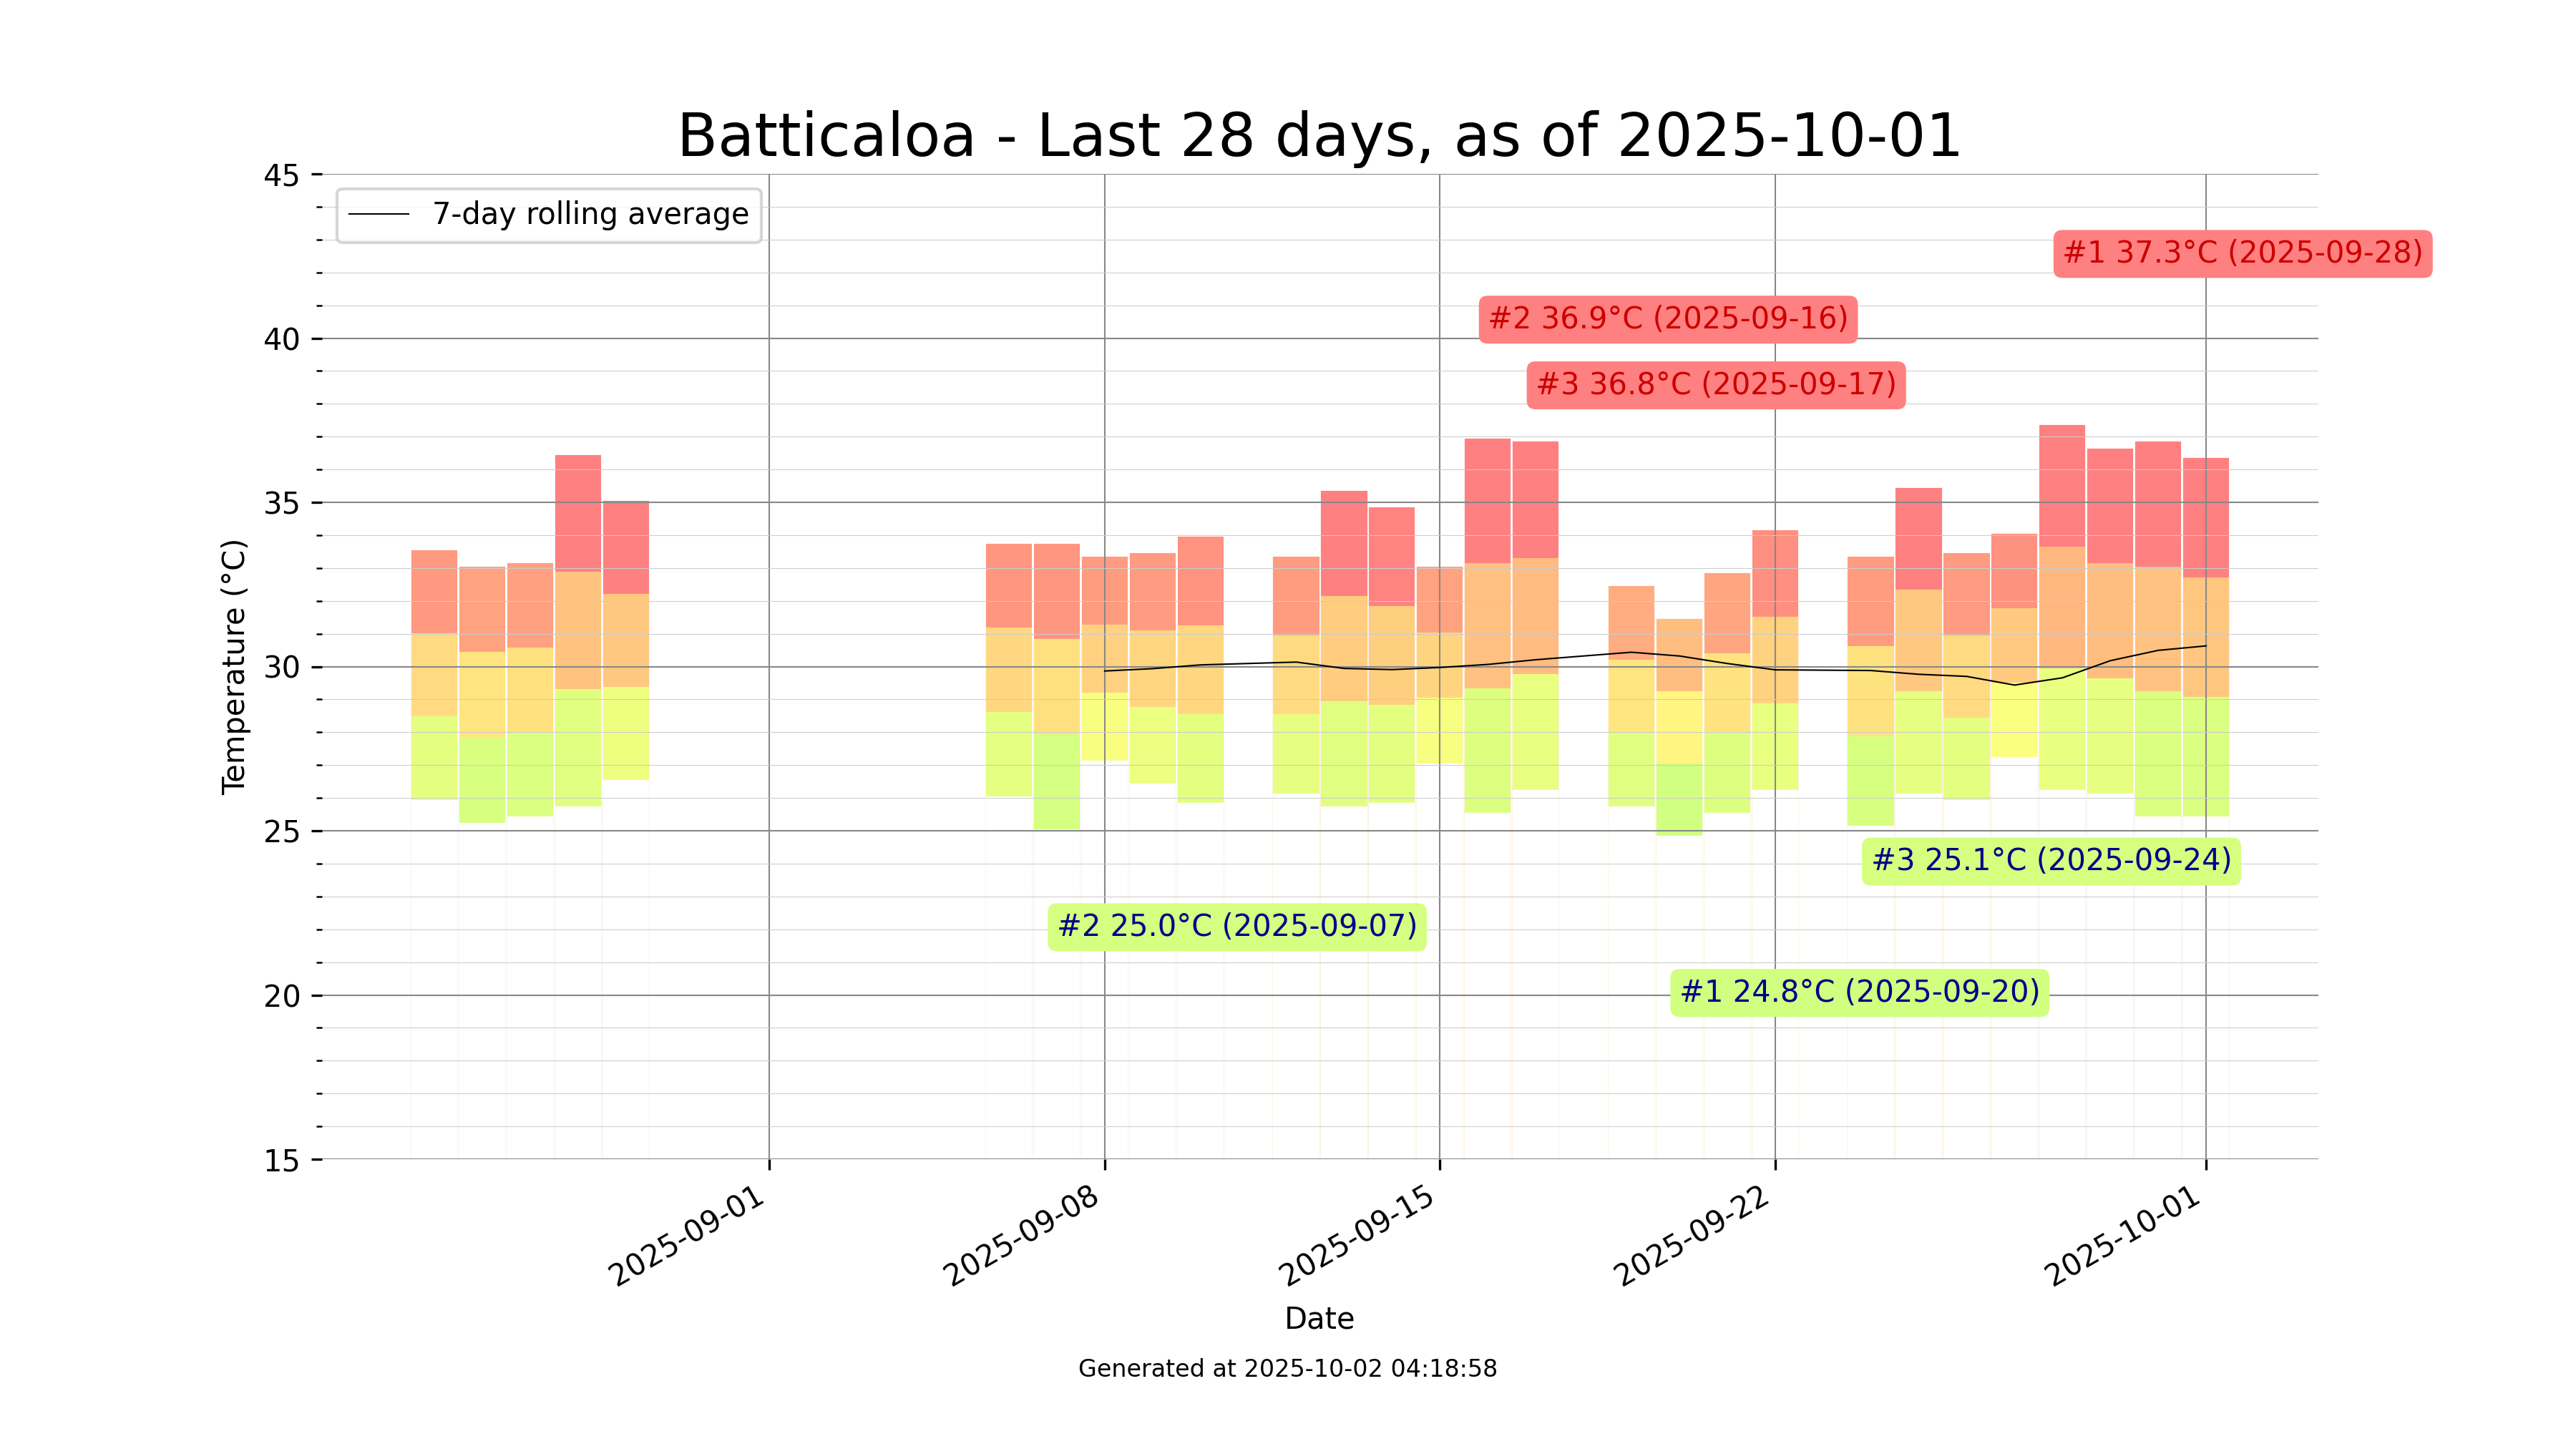 Batticaloa - Last 28 days, as of 2025-10-01
7-day rolling average
#1 37.3°C (2025-09-28)
#2 36.9°C (2025-09-16)
#3 36.8°C (2025-09-17)
#3 25.1°C (2025-09-24)
#2 25.0°C (2025-09-07)
#1 24.8°C (2025-09-20)
Temperature (°C)
45
40
35
30
25
20
15
2025-09-01
2025-09-08
2025-09-15
2025-09-22
2025-10-01
Date
Generated at 2025-10-02 04:18:58